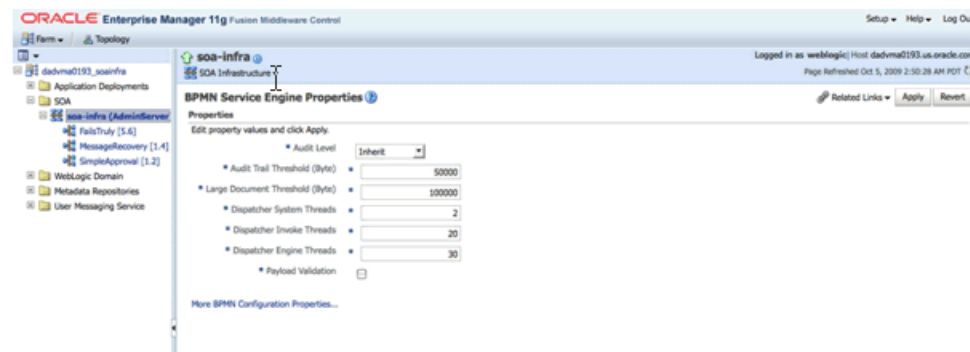 ORACLE Enterprise Manager 11g Fusion Middleware Control
Setup Help Log Ou
Farm Topology
soa-infra
Logged in as weblogic| Host dadvma0193.us.oracle.com
SOA Infrastructure
Page Refreshed Oct 5, 2009 2:50:28 AM PDT
dadvma0193_soainfra
Application Deployments
SOA
soa-infra (AdminServer
FailsTruly [5.6]
MessageRecovery [1.4]
SimpleApproval [1.2]
WebLogic Domain
Metadata Repositories
User Messaging Service
BPMN Service Engine Properties
Related Links Apply Revert
Properties
Edit property values and click Apply.
* Audit Level Inherit
* Audit Trail Threshold (Byte) 50000
* Large Document Threshold (Byte) 100000
* Dispatcher System Threads 2
* Dispatcher Invoke Threads 20
* Dispatcher Engine Threads 30
* Payload Validation
More BPMN Configuration Properties...